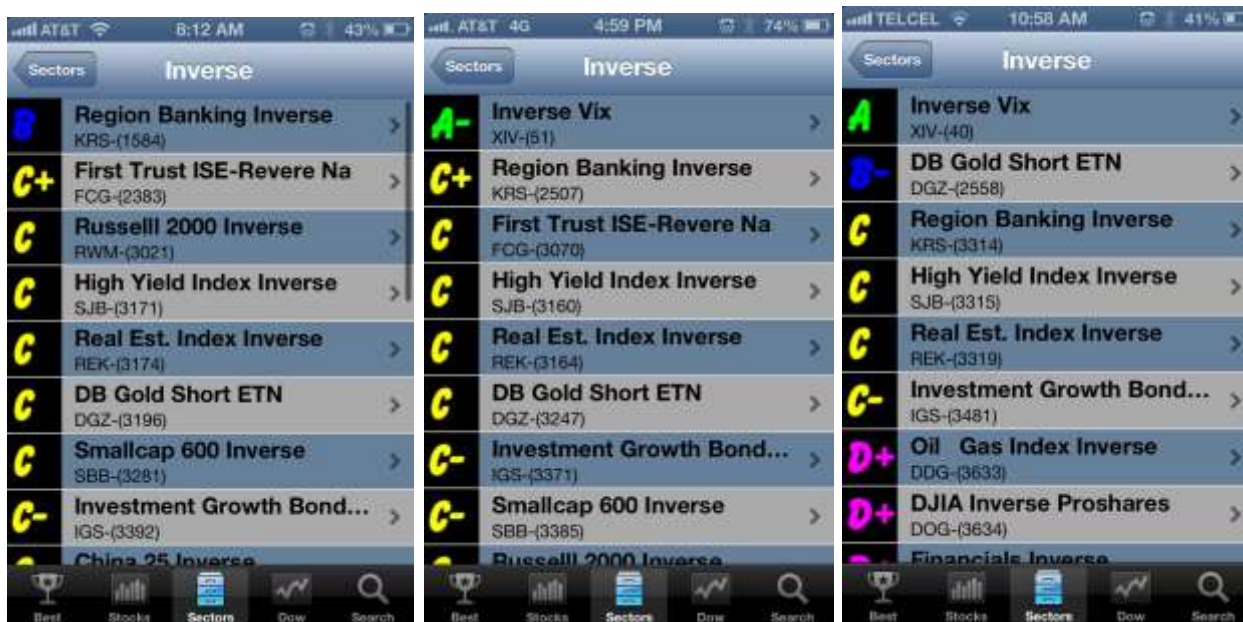 AT&T 8:12 AM 43%
Sectors Inverse
B Region Banking Inverse
KRS-(1584)
C+ First Trust ISE-Revere Na
FCG-(2383)
C Russelll 2000 Inverse
RWM-(3021)
C High Yield Index Inverse
SJB-(3171)
C Real Est. Index Inverse
REK-(3174)
C DB Gold Short ETN
DGZ-(3196)
C Smallcap 600 Inverse
SBB-(3281)
C- Investment Growth Bond...
IGS-(3392)
China 25 Inverse
Best Stocks Sectors Dow Search
AT&T 4G 4:59 PM 74%
Sectors Inverse
A- Inverse Vix
XIV-(51)
C+ Region Banking Inverse
KRS-(2507)
C First Trust ISE-Revere Na
FCG-(3070)
C High Yield Index Inverse
SJB-(3160)
C Real Est. Index Inverse
REK-(3164)
C DB Gold Short ETN
DGZ-(3247)
C- Investment Growth Bond...
IGS-(3371)
C- Smallcap 600 Inverse
SBB-(3385)
Russelll 2000 Inverse
Best Stocks Sectors Dow Search
TELCEL 10:58 AM 41%
Sectors Inverse
A Inverse Vix
XIV-(40)
B- DB Gold Short ETN
DGZ-(2558)
C Region Banking Inverse
KRS-(3314)
C High Yield Index Inverse
SJB-(3315)
C Real Est. Index Inverse
REK-(3319)
C- Investment Growth Bond...
IGS-(3481)
D+ Oil Gas Index Inverse
DDG-(3633)
D+ DJIA Inverse Proshares
DOG-(3634)
Financials Inverse
Best Stocks Sectors Dow Search